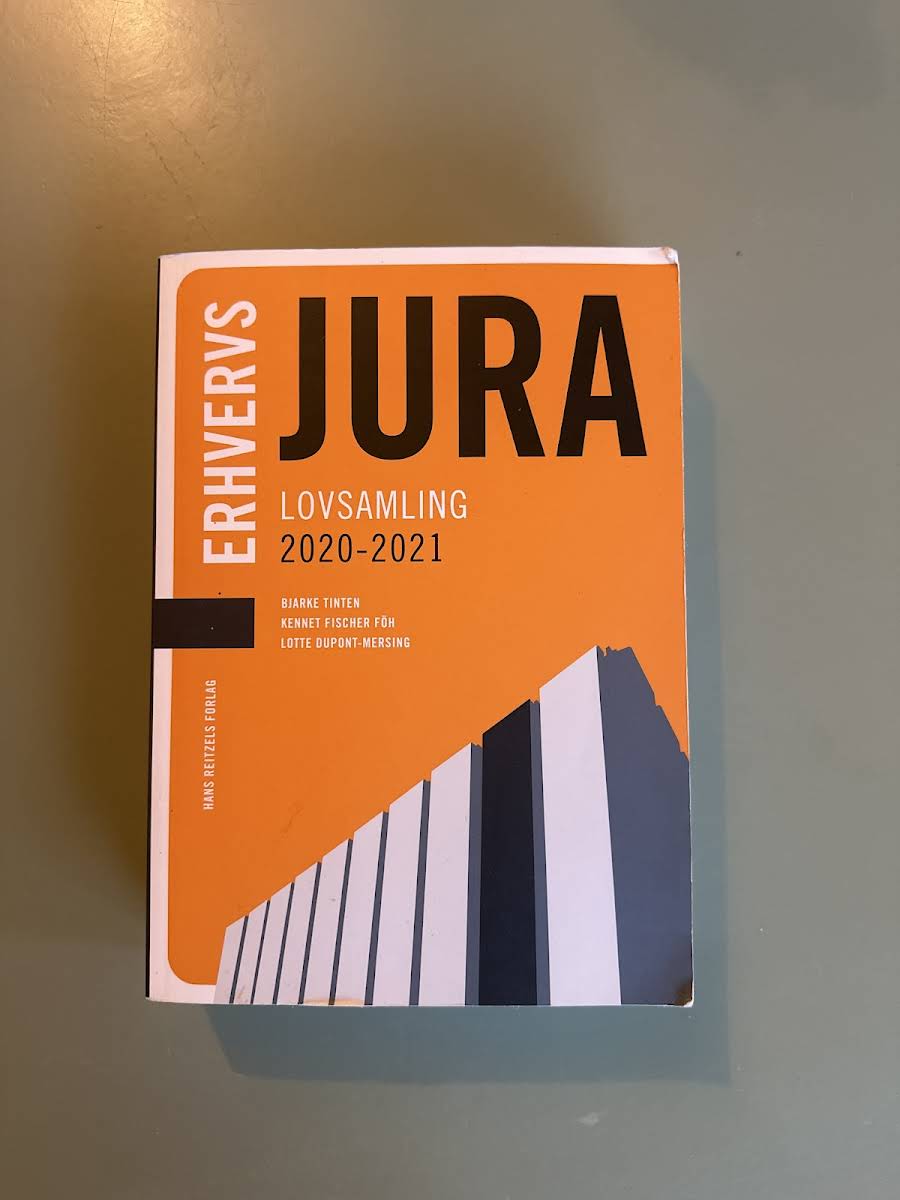 ERHVERVS
JURA
LOVSAMLING
2020-2021
BJARKE TINTEN
KENNET FISCHER FÖH
LOTTE DUPONT-MERSING
HANS REITZELS FORLAG